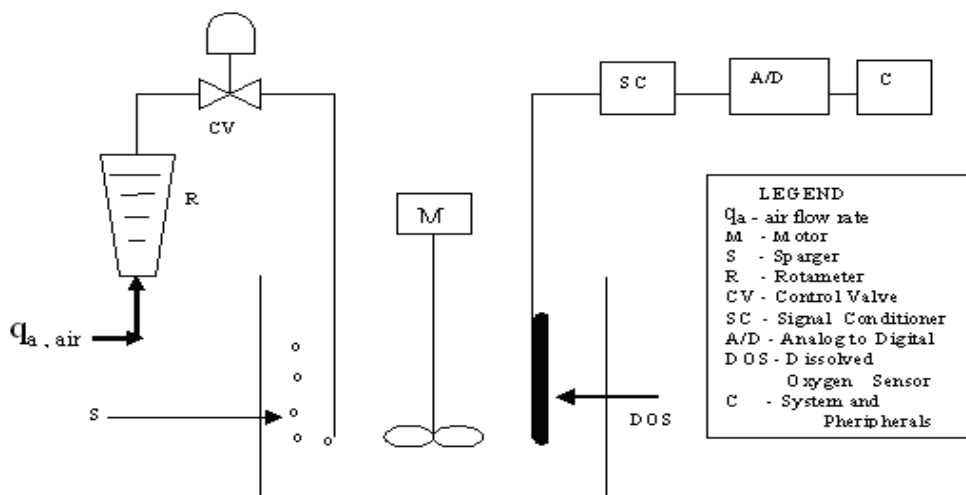 CV
R
qa , air
S
M
SC
A/D
C
DOS
LEGEND
qa - air flow rate
M - Motor
S - Sparger
R - Rotameter
CV - Control Valve
SC - Signal Conditioner
A/D - Analog to Digital
DOS - Dissolved
Oxygen Sensor
C - System and
Pheripherals